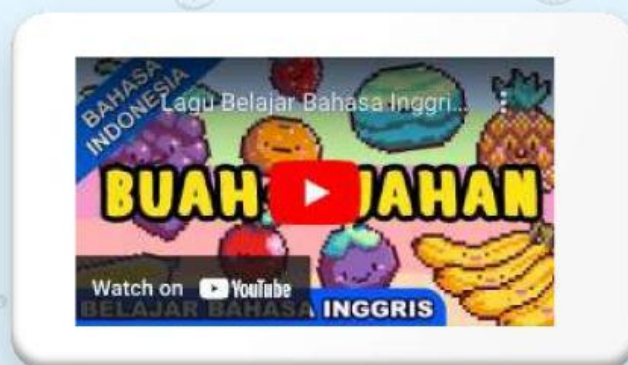 BAHASA
INDONESIA
Lagu Belajar Bahasa Inggri...
BUAH JAHAN
Watch on YouTube
BELAJAR BAHASA INGGRIS